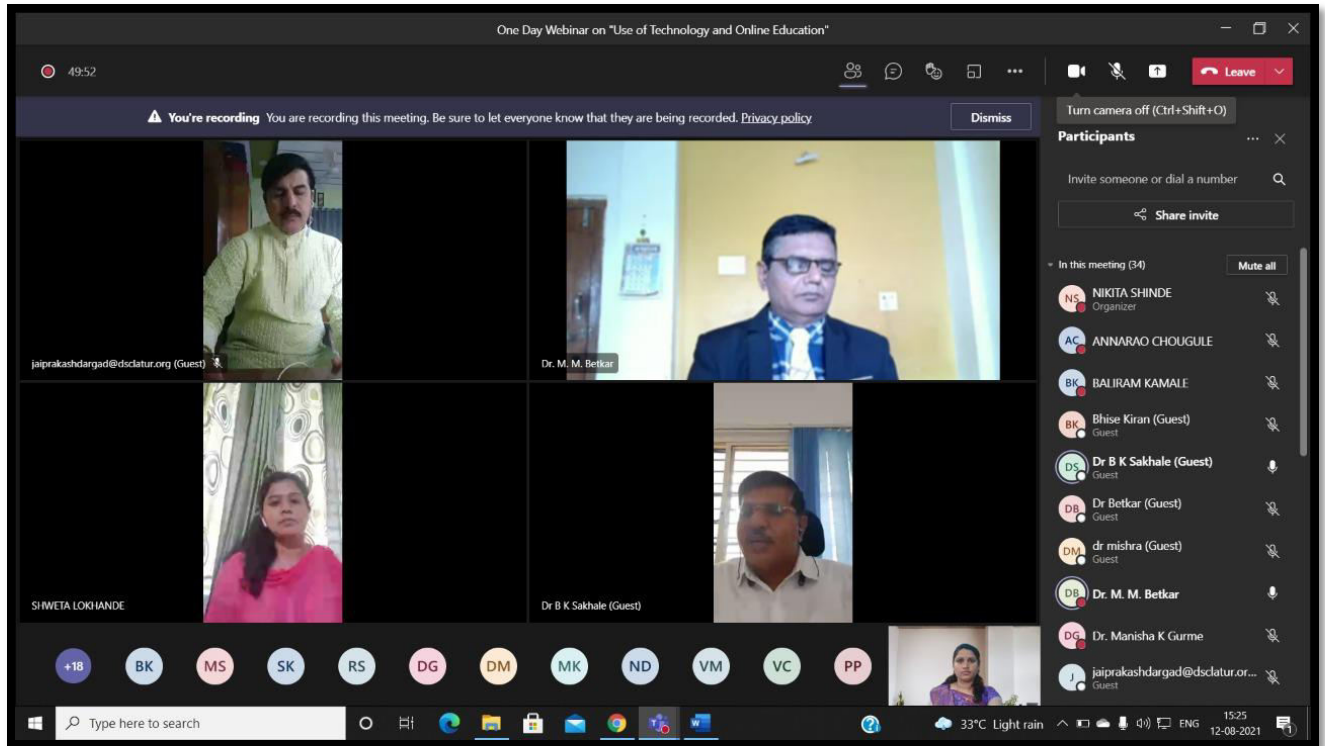 One Day Webinar on "Use of Technology and Online Education"
49:52
Leave
You're recording You are recording this meeting. Be sure to let everyone know that they are being recorded. Privacy policy
Dismiss
Turn camera off (Ctrl+Shift+O)
jaiprakashdargad@dsclatur.org (Guest)
Dr. M. M. Betkar
SHWETA LOKHANDE
Dr B K Sakhale (Guest)
+18 BK MS SK RS DG DM MK ND VM VC PP
Participants
Invite someone or dial a number
Share invite
In this meeting (34)
Mute all
NS NIKITA SHINDE
Organizer
AC ANNARAO CHOUGULE
BK BALIRAM KAMALE
BK Bhise Kiran (Guest)
Guest
DS Dr B K Sakhale (Guest)
Guest
DB Dr Betkar (Guest)
Guest
DM dr mishra (Guest)
Guest
DB Dr. M. M. Betkar
DG Dr. Manisha K Gurme
J jaiprakashdargad@dsclatur.or...
Guest
Type here to search
33°C Light rain
ENG
15:25
12-08-2021
1